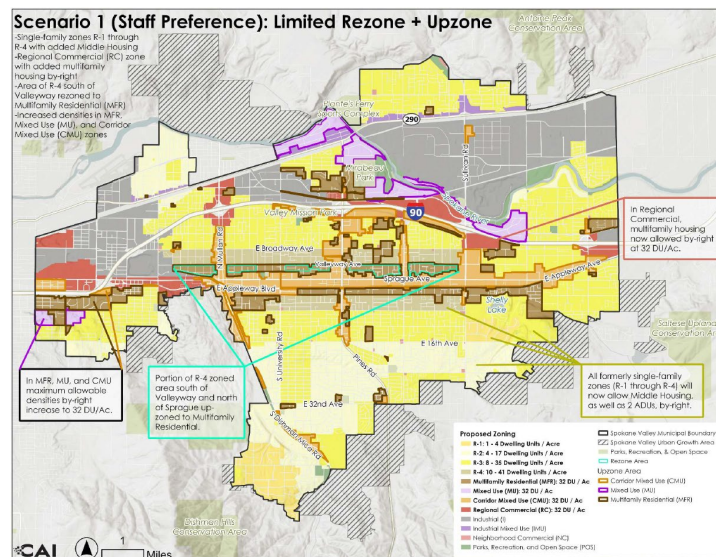 Scenario 1 (Staff Preference): Limited Rezone + Upzone
-Single-family zones R-1 through
R-4 with added Middle Housing
-Regional Commercial (RC) zone
with added multifamily
housing by-right
-Area of R-4 south of
Valleyway rezoned to
Multifamily Residential (MFR)
-Increased densities in MFR,
Mixed Use (MU), and Corridor
Mixed Use (CMU) zones
Antoine Peak
Conservation Area
Plante's Ferry
Sports Complex
290
Mirabeau
Park
Sullivan Rd
Valley Mission Park
90
N Mullan Rd
E Broadway Ave
Valleyway Ave
Sprague Ave
E Appleway Blvd
E Appleway Ave
Shelly
Lake
Saltese Upland
Conservation Area
S University Rd
E 16th Ave
Pines Rd
E 32nd Ave
S Dishman Mica Rd
Dishman Hills
Conservation Area
In Regional
Commercial,
multifamily housing
now allowed by-right
at 32 DU/Ac.
In MFR, MU, and CMU
maximum allowable
densities by-right
increase to 32 DU/Ac.
Portion of R-4 zoned
area south of
Valleyway and north
of Sprague up-
zoned to Multifamily
Residential.
All formerly single-family
zones (R-1 through R-4) will
now allow Middle Housing,
as well as 2 ADUs, by-right.
Proposed Zoning
R-1: 1 - 4 Dwelling Units / Acre
R-2: 4 - 17 Dwelling Units / Acre
R-3: 8 - 35 Dwelling Units / Acre
R-4: 10 - 41 Dwelling Units / Acre
Multifamily Residential (MFR): 32 DU / Ac
Mixed Use (MU): 32 DU / Ac
Corridor Mixed Use (CMU): 32 DU / Ac
Regional Commercial (RC): 32 DU / Ac
Industrial (I)
Industrial Mixed Use (IMU)
Neighborhood Commercial (NC)
Parks, Recreation, and Open Space (POS)
Spokane Valley Municipal Boundary
Spokane Valley Urban Growth Area
Parks, Recreation, & Open Space
Rezone Area
Upzone Area
Corridor Mixed Use (CMU)
Mixed Use (MU)
Multifamily Residential (MFR)
CAI
1
Miles